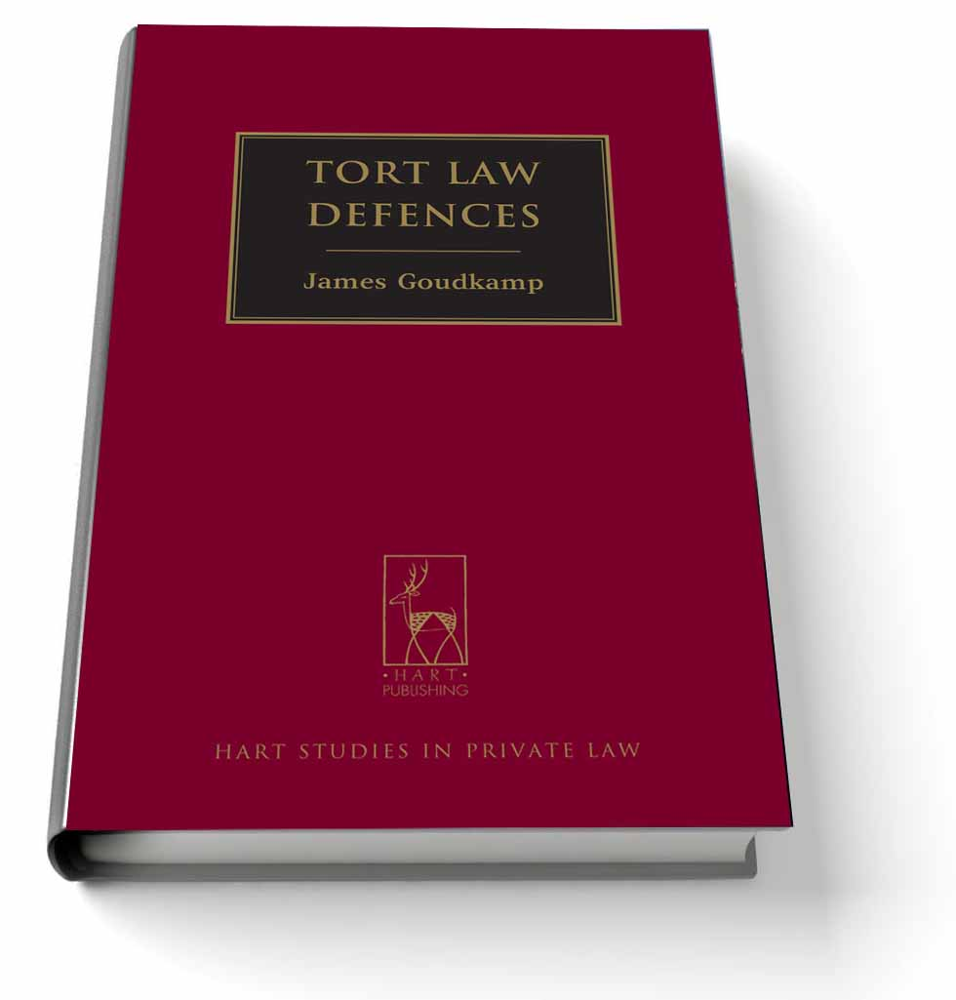 TORT LAW
DEFENCES
James Goudkamp
• HART •
PUBLISHING
HART STUDIES IN PRIVATE LAW